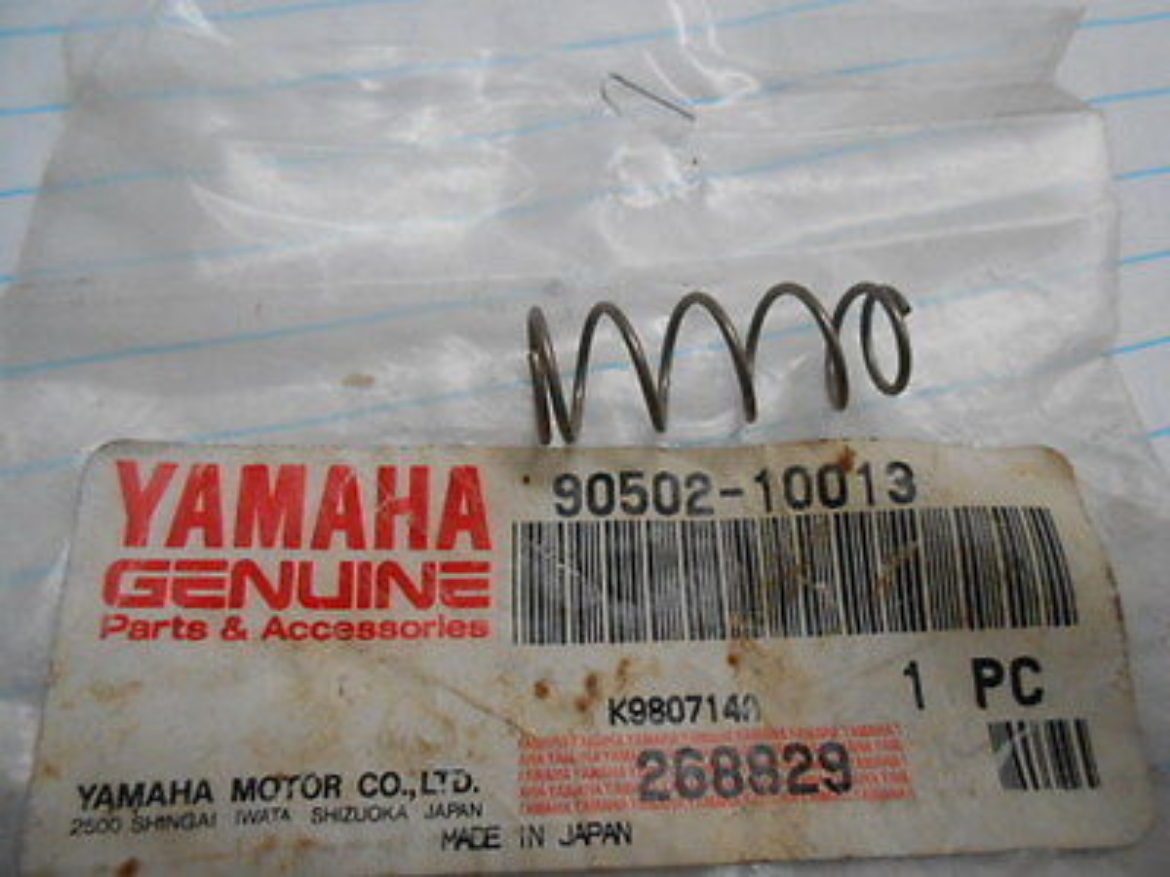 YAMAHA
GENUINE
Parts & Accessories
90502-10013
1 PC
268829
YAMAHA MOTOR CO.,LTD.
2500 SHINGAI IWATA SHIZUOKA JAPAN
MADE IN JAPAN